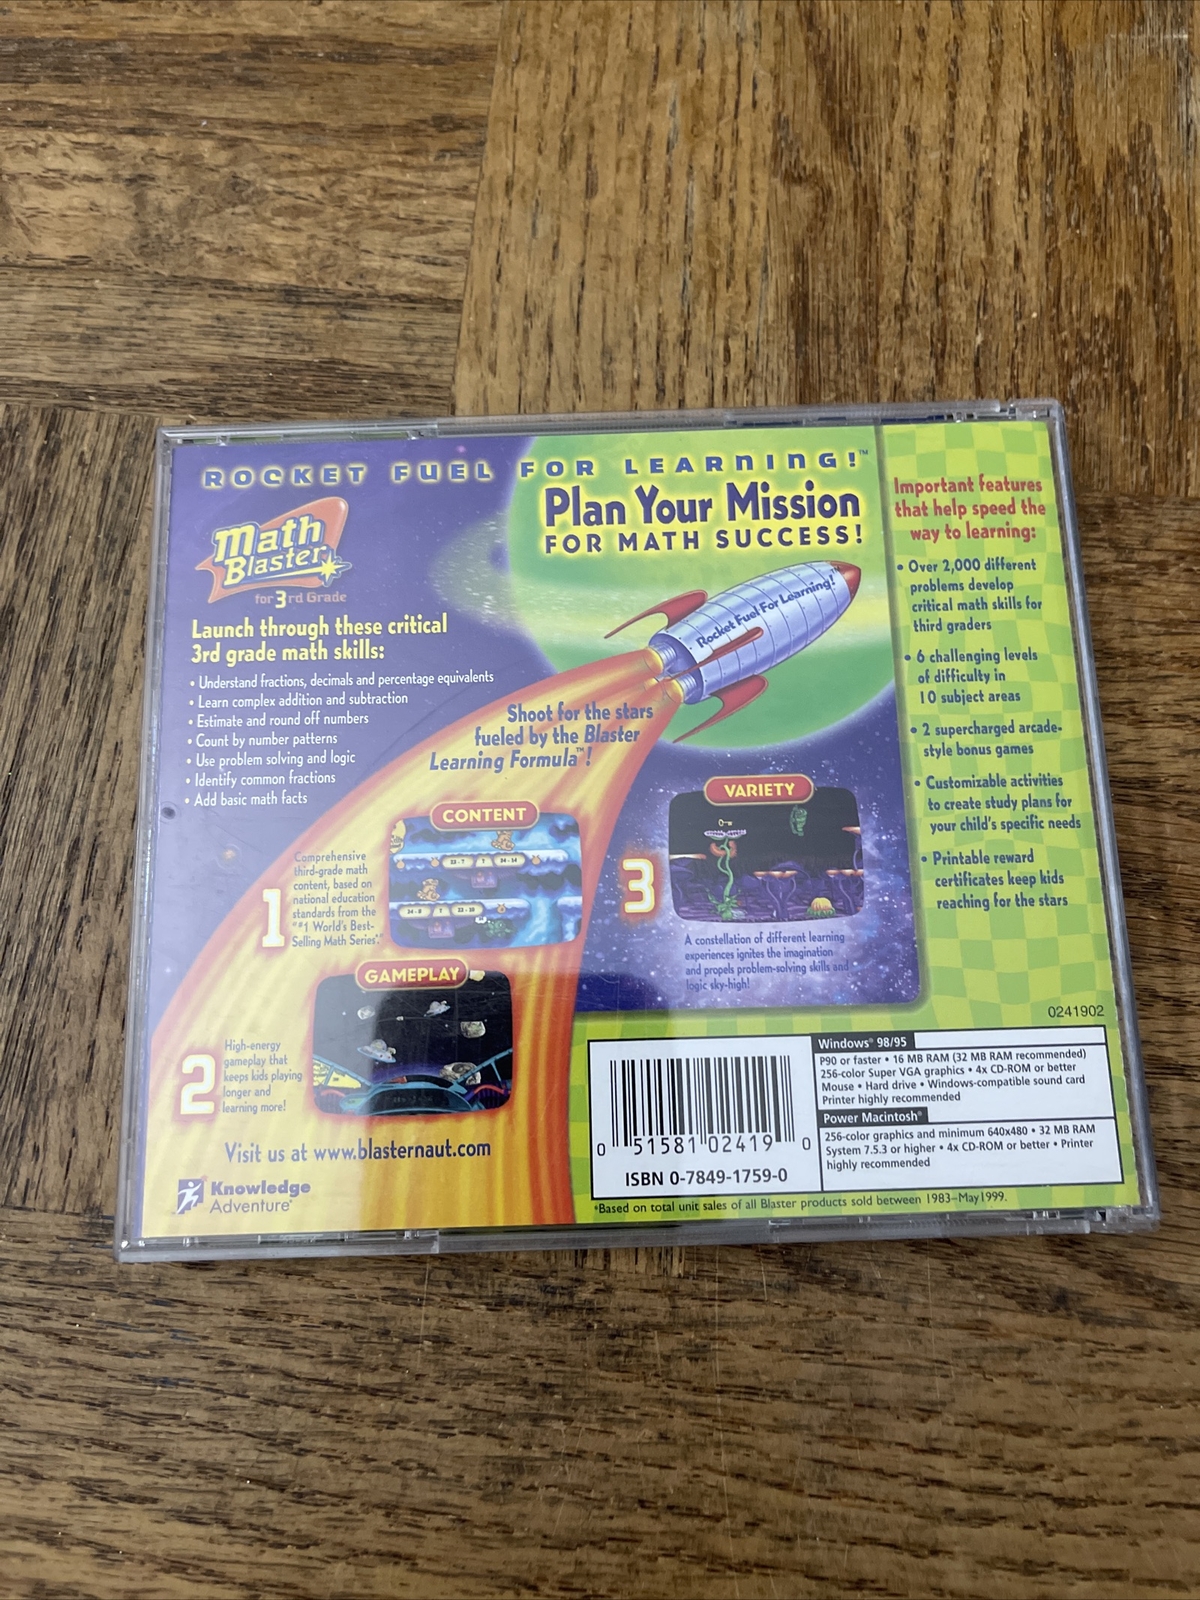 ROCKET FUEL FOR LEARNING!™
Plan Your Mission
FOR MATH SUCCESS!
Math
Blaster
for 3rd Grade
Launch through these critical
3rd grade math skills:
• Understand fractions, decimals and percentage equivalents
• Learn complex addition and subtraction
• Estimate and round off numbers
• Count by number patterns
• Use problem solving and logic
• Identify common fractions
• Add basic math facts
Rocket Fuel For Learning!™
Shoot for the stars
fueled by the Blaster
Learning Formula™!
CONTENT
1
Comprehensive
third-grade math
content, based on
national education
standards from the
"#1 World's Best-
Selling Math Series".*
GAMEPLAY
2
High-energy
gameplay that
keeps kids playing
longer and
learning more!
VARIETY
3
A constellation of different learning
experiences ignites the imagination
and propels problem-solving skills and
logic sky-high!
Visit us at www.blasternaut.com
Knowledge
Adventure®
Important features
that help speed the
way to learning:
• Over 2,000 different
problems develop
critical math skills for
third graders
• 6 challenging levels
of difficulty in
10 subject areas
• 2 supercharged arcade-
style bonus games
• Customizable activities
to create study plans for
your child's specific needs
• Printable reward
certificates keep kids
reaching for the stars
0241902
0 51581 02419 0
ISBN 0-7849-1759-0
Windows® 98/95
P90 or faster • 16 MB RAM (32 MB RAM recommended)
256-color Super VGA graphics • 4x CD-ROM or better
Mouse • Hard drive • Windows-compatible sound card
Printer highly recommended
Power Macintosh®
256-color graphics and minimum 640x480 • 32 MB RAM
System 7.5.3 or higher • 4x CD-ROM or better • Printer
highly recommended
*Based on total unit sales of all Blaster products sold between 1983–May1999.